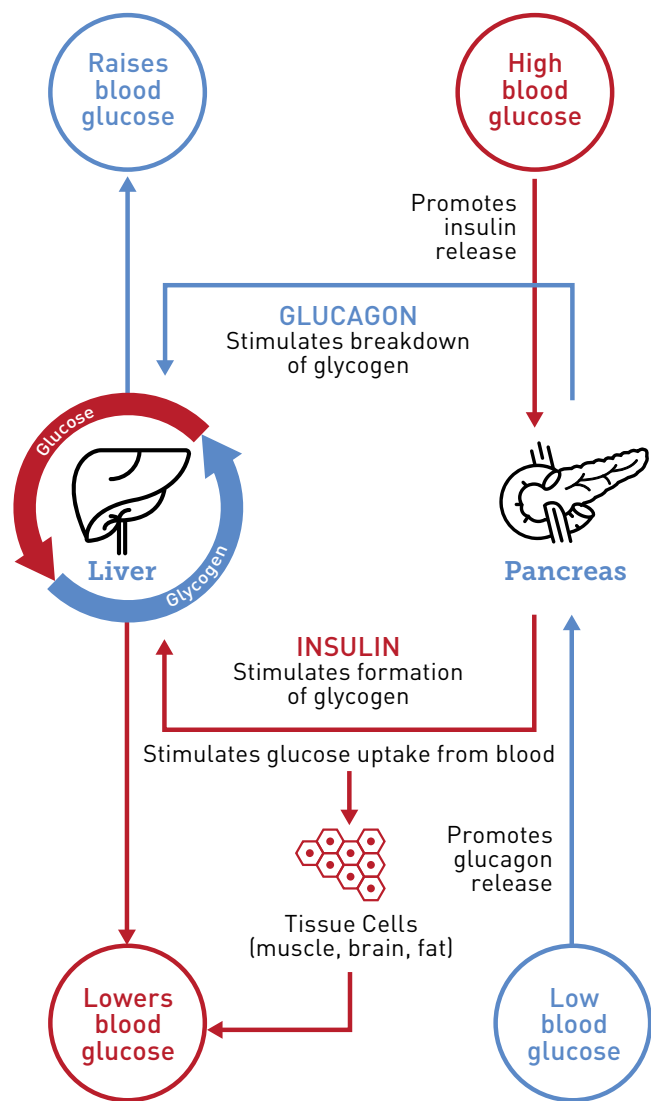 Raises
blood
glucose
High
blood
glucose
Promotes
insulin
release
GLUCAGON
Stimulates breakdown
of glycogen
Glucose
Glycogen
Liver
Pancreas
INSULIN
Stimulates formation
of glycogen
Stimulates glucose uptake from blood
Promotes
glucagon
release
Tissue Cells
(muscle, brain, fat)
Lowers
blood
glucose
Low
blood
glucose